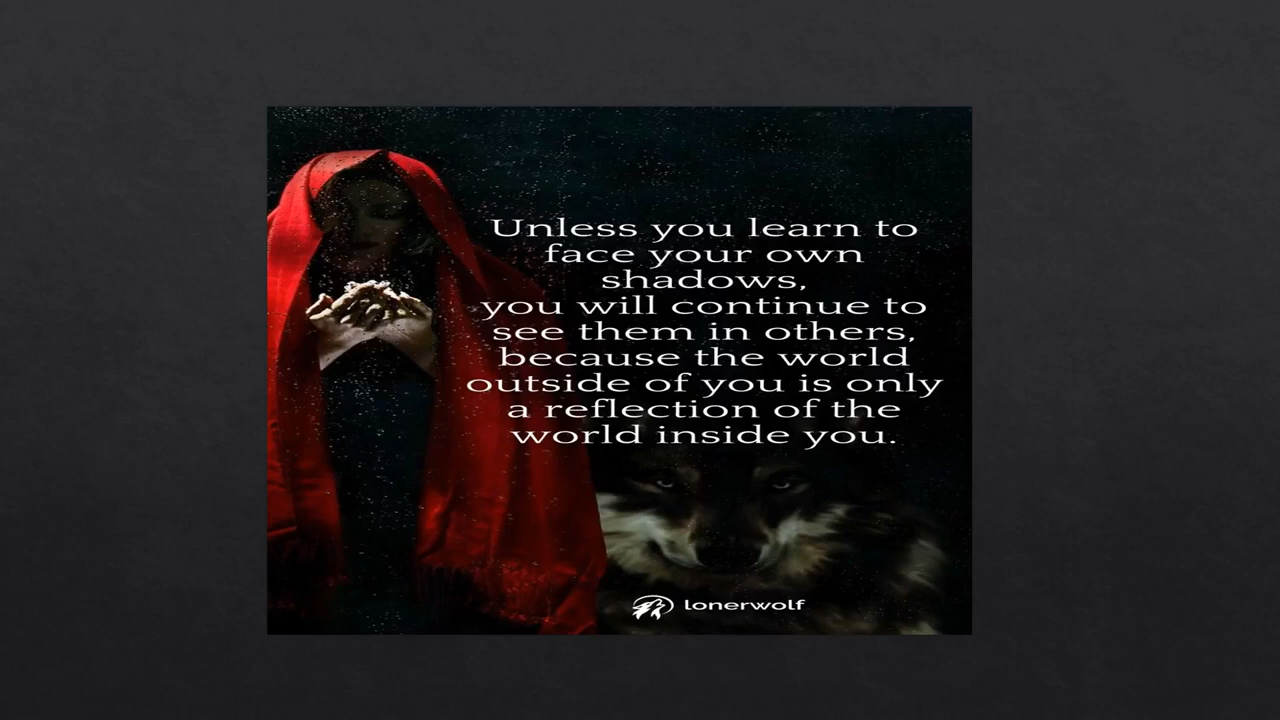 Unless you learn to
face your own
shadows,
you will continue to
see them in others,
because the world
outside of you is only
a reflection of the
world inside you.
lonerwolf